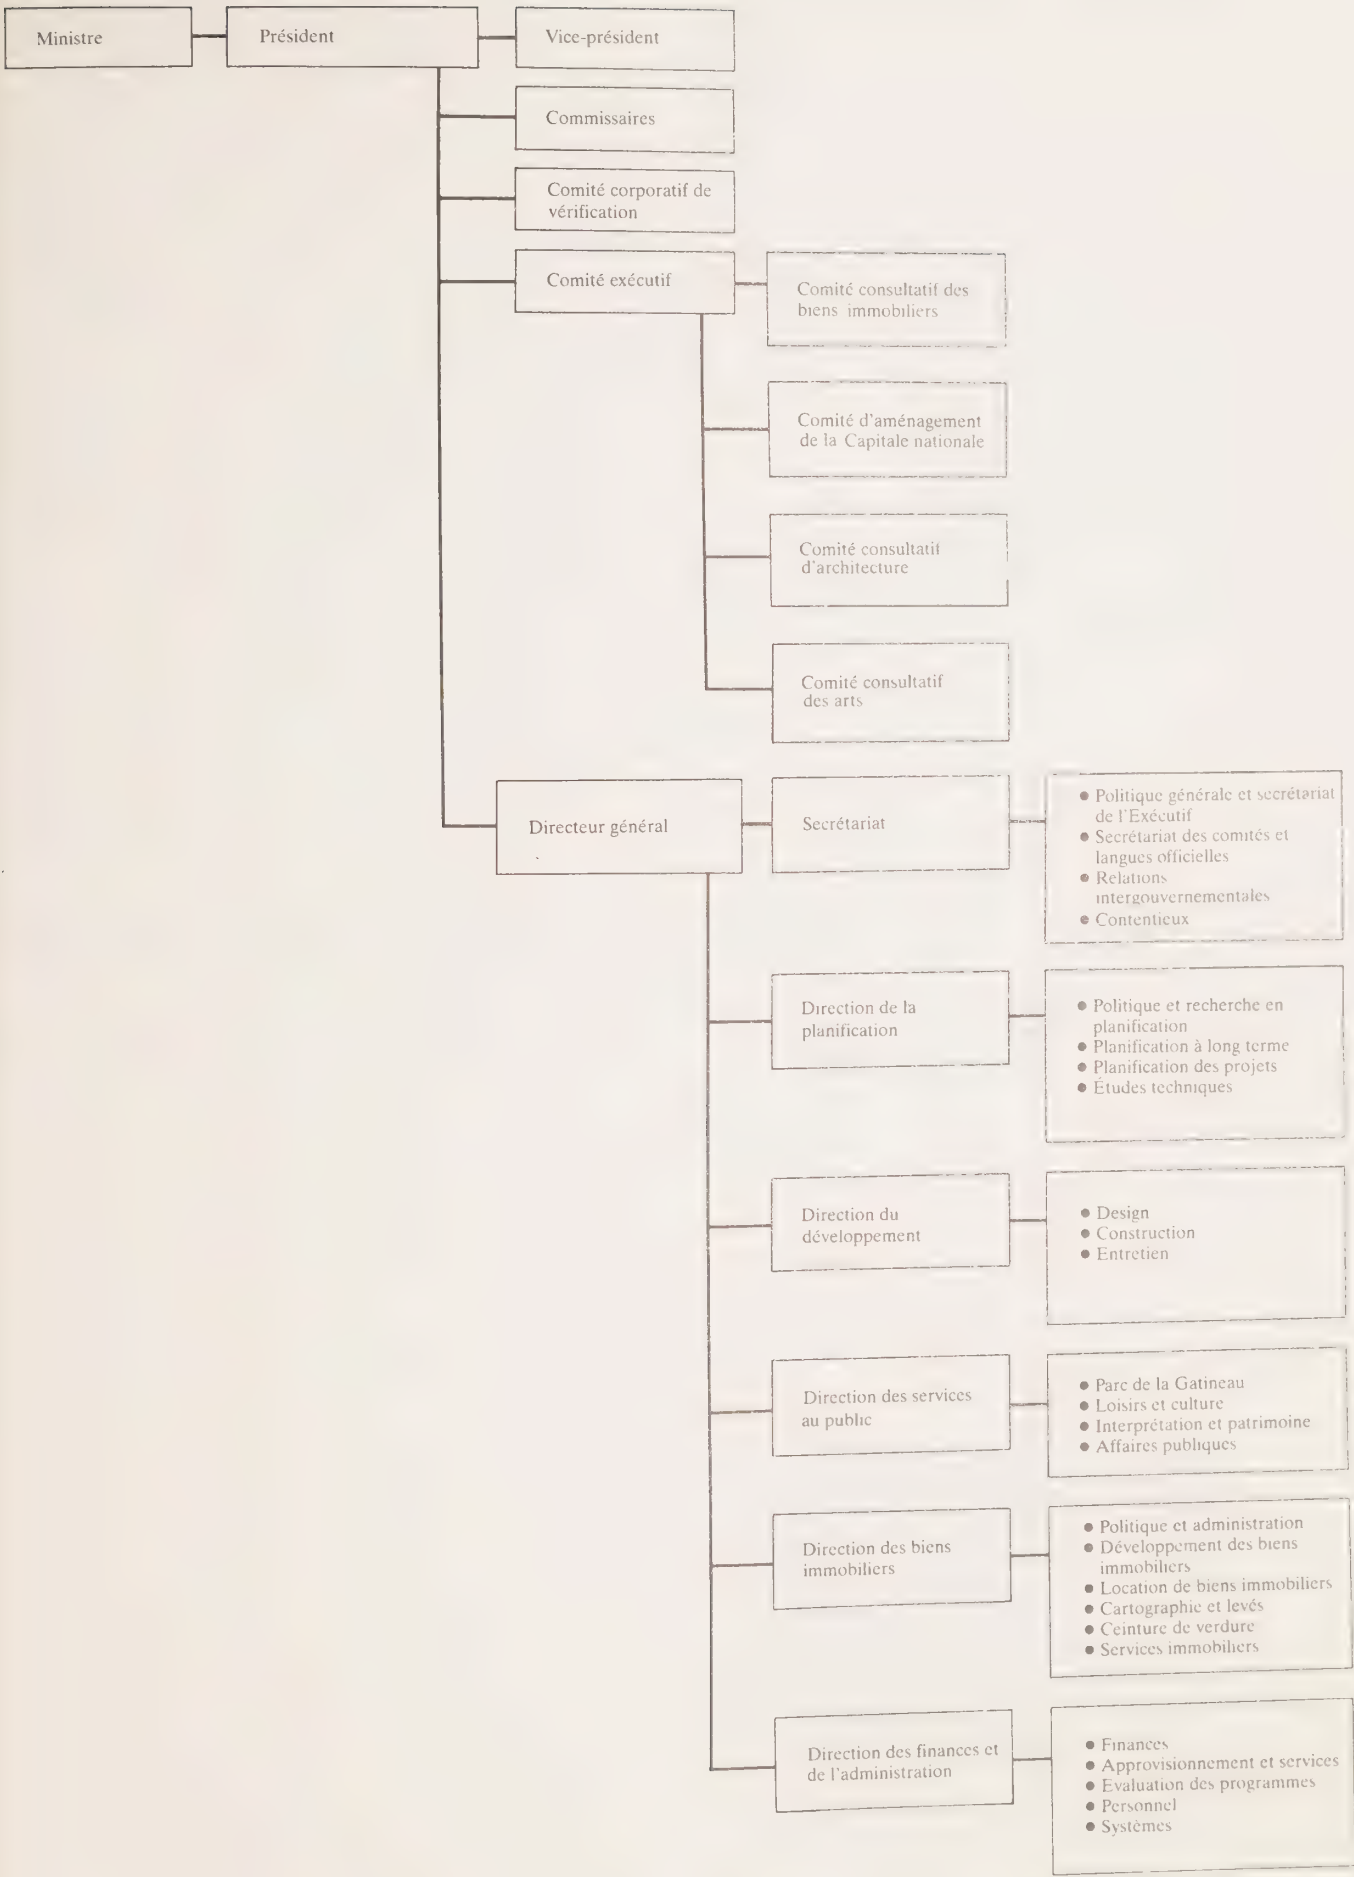 Ministre
Président
Vice-président
Commissaires
Comité corporatif de
vérification
Comité exécutif
Comité consultatif des
biens immobiliers
Comité d'aménagement
de la Capitale nationale
Comité consultatif
d'architecture
Comité consultatif
des arts
Directeur général
Secrétariat
● Politique générale et secrétariat
de l'Exécutif
● Secrétariat des comités et
langues officielles
● Relations
intergouvernementales
● Contentieux
Direction de la
planification
● Politique et recherche en
planification
● Planification à long terme
● Planification des projets
● Études techniques
Direction du
développement
● Design
● Construction
● Entretien
Direction des services
au public
● Parc de la Gatineau
● Loisirs et culture
● Interprétation et patrimoine
● Affaires publiques
Direction des biens
immobiliers
● Politique et administration
● Développement des biens
immobiliers
● Location de biens immobiliers
● Cartographie et levés
● Ceinture de verdure
● Services immobiliers
Direction des finances et
de l'administration
● Finances
● Approvisionnement et services
● Evaluation des programmes
● Personnel
● Systèmes